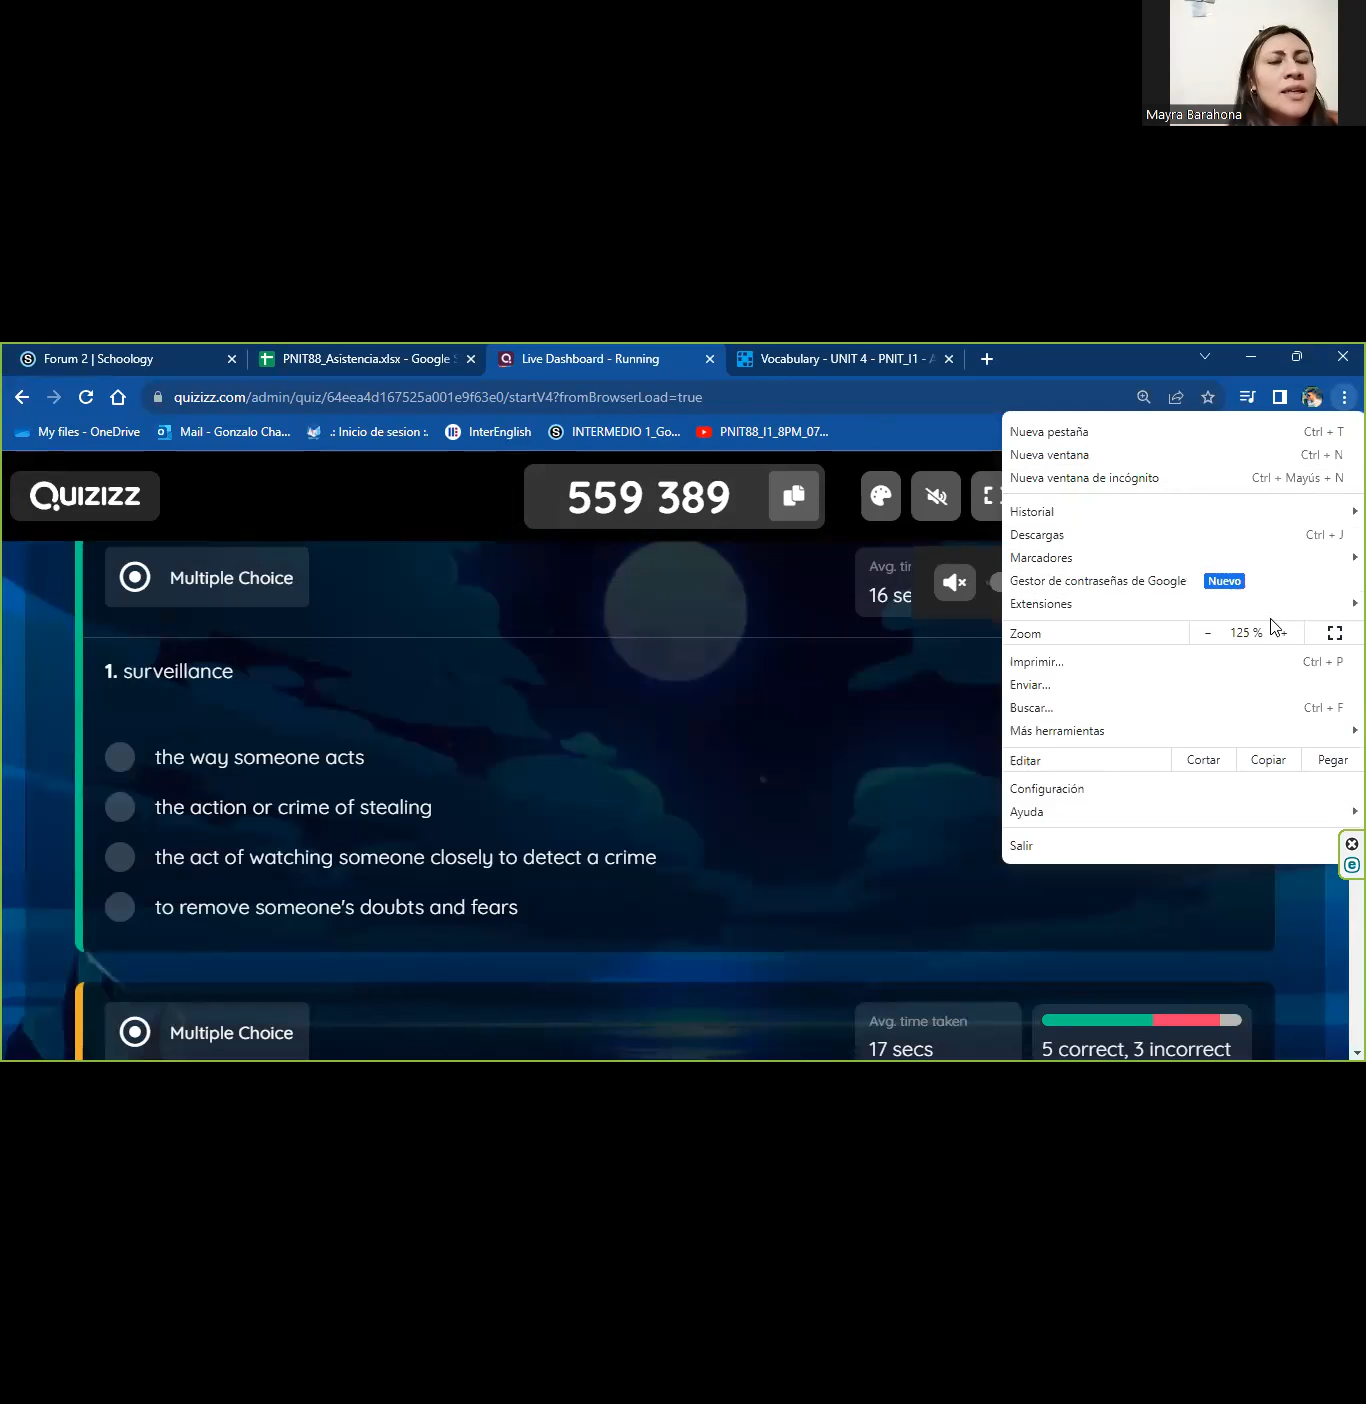 Mayra Barahona
Forum 2 | Schoology
PNIT88_Asistencia.xlsx - Google S
Live Dashboard - Running
Vocabulary - UNIT 4 - PNIT_I1 - A
quizizz.com/admin/quiz/64eea4d167525a001e9f63e0/startV4?fromBrowserLoad=true
My files - OneDrive
Mail - Gonzalo Cha...
.: Inicio de sesion :.
InterEnglish
INTERMEDIO 1_Go...
PNIT88_I1_8PM_07...
Nueva pestaña Ctrl + T
Nueva ventana Ctrl + N
Nueva ventana de incógnito Ctrl + Mayús + N
Historial
Descargas Ctrl + J
Marcadores
Gestor de contraseñas de Google Nuevo
Extensiones
Zoom - 125 % +
Imprimir... Ctrl + P
Enviar...
Buscar... Ctrl + F
Más herramientas
Editar Cortar Copiar Pegar
Configuración
Ayuda
Salir
QUIZIZZ
559 389
Multiple Choice
Avg. ti
16 se
1. surveillance
the way someone acts
the action or crime of stealing
the act of watching someone closely to detect a crime
to remove someone's doubts and fears
Multiple Choice
Avg. time taken
17 secs
5 correct, 3 incorrect